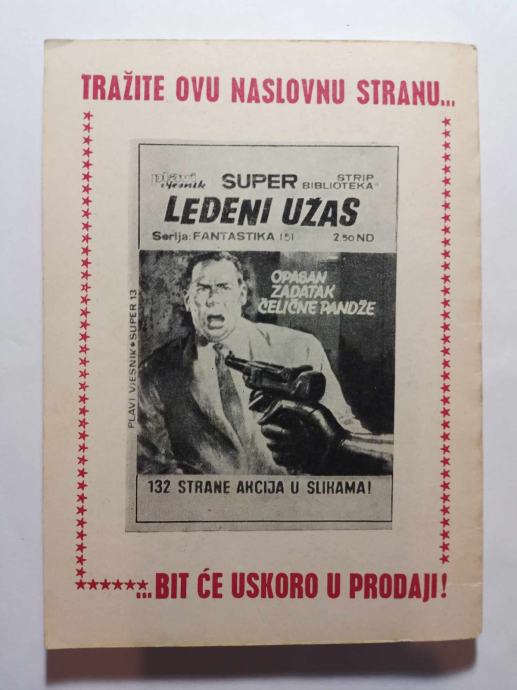 TRAŽITE OVU NASLOVNU STRANU...
plavi vjesnik SUPER STRIP BIBLIOTEKA
LEDENI UŽAS
Serija: FANTASTIKA 151 2.50 ND
OPASAN
ZADATAK
ČELIČNE PANDŽE
PLAVI VJESNIK • SUPER 13
132 STRANE AKCIJA U SLIKAMA!
...BIT ĆE USKORO U PRODAJI!